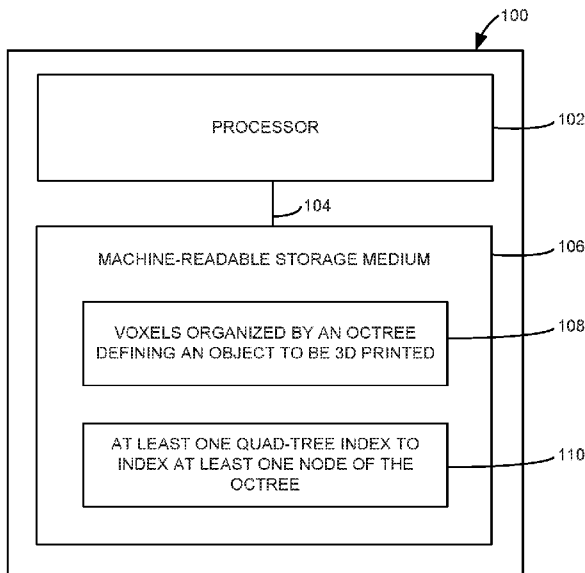 100
PROCESSOR
102
104
106
MACHINE-READABLE STORAGE MEDIUM
VOXELS ORGANIZED BY AN OCTREE
DEFINING AN OBJECT TO BE 3D PRINTED
108
AT LEAST ONE QUAD-TREE INDEX TO
INDEX AT LEAST ONE NODE OF THE
OCTREE
110